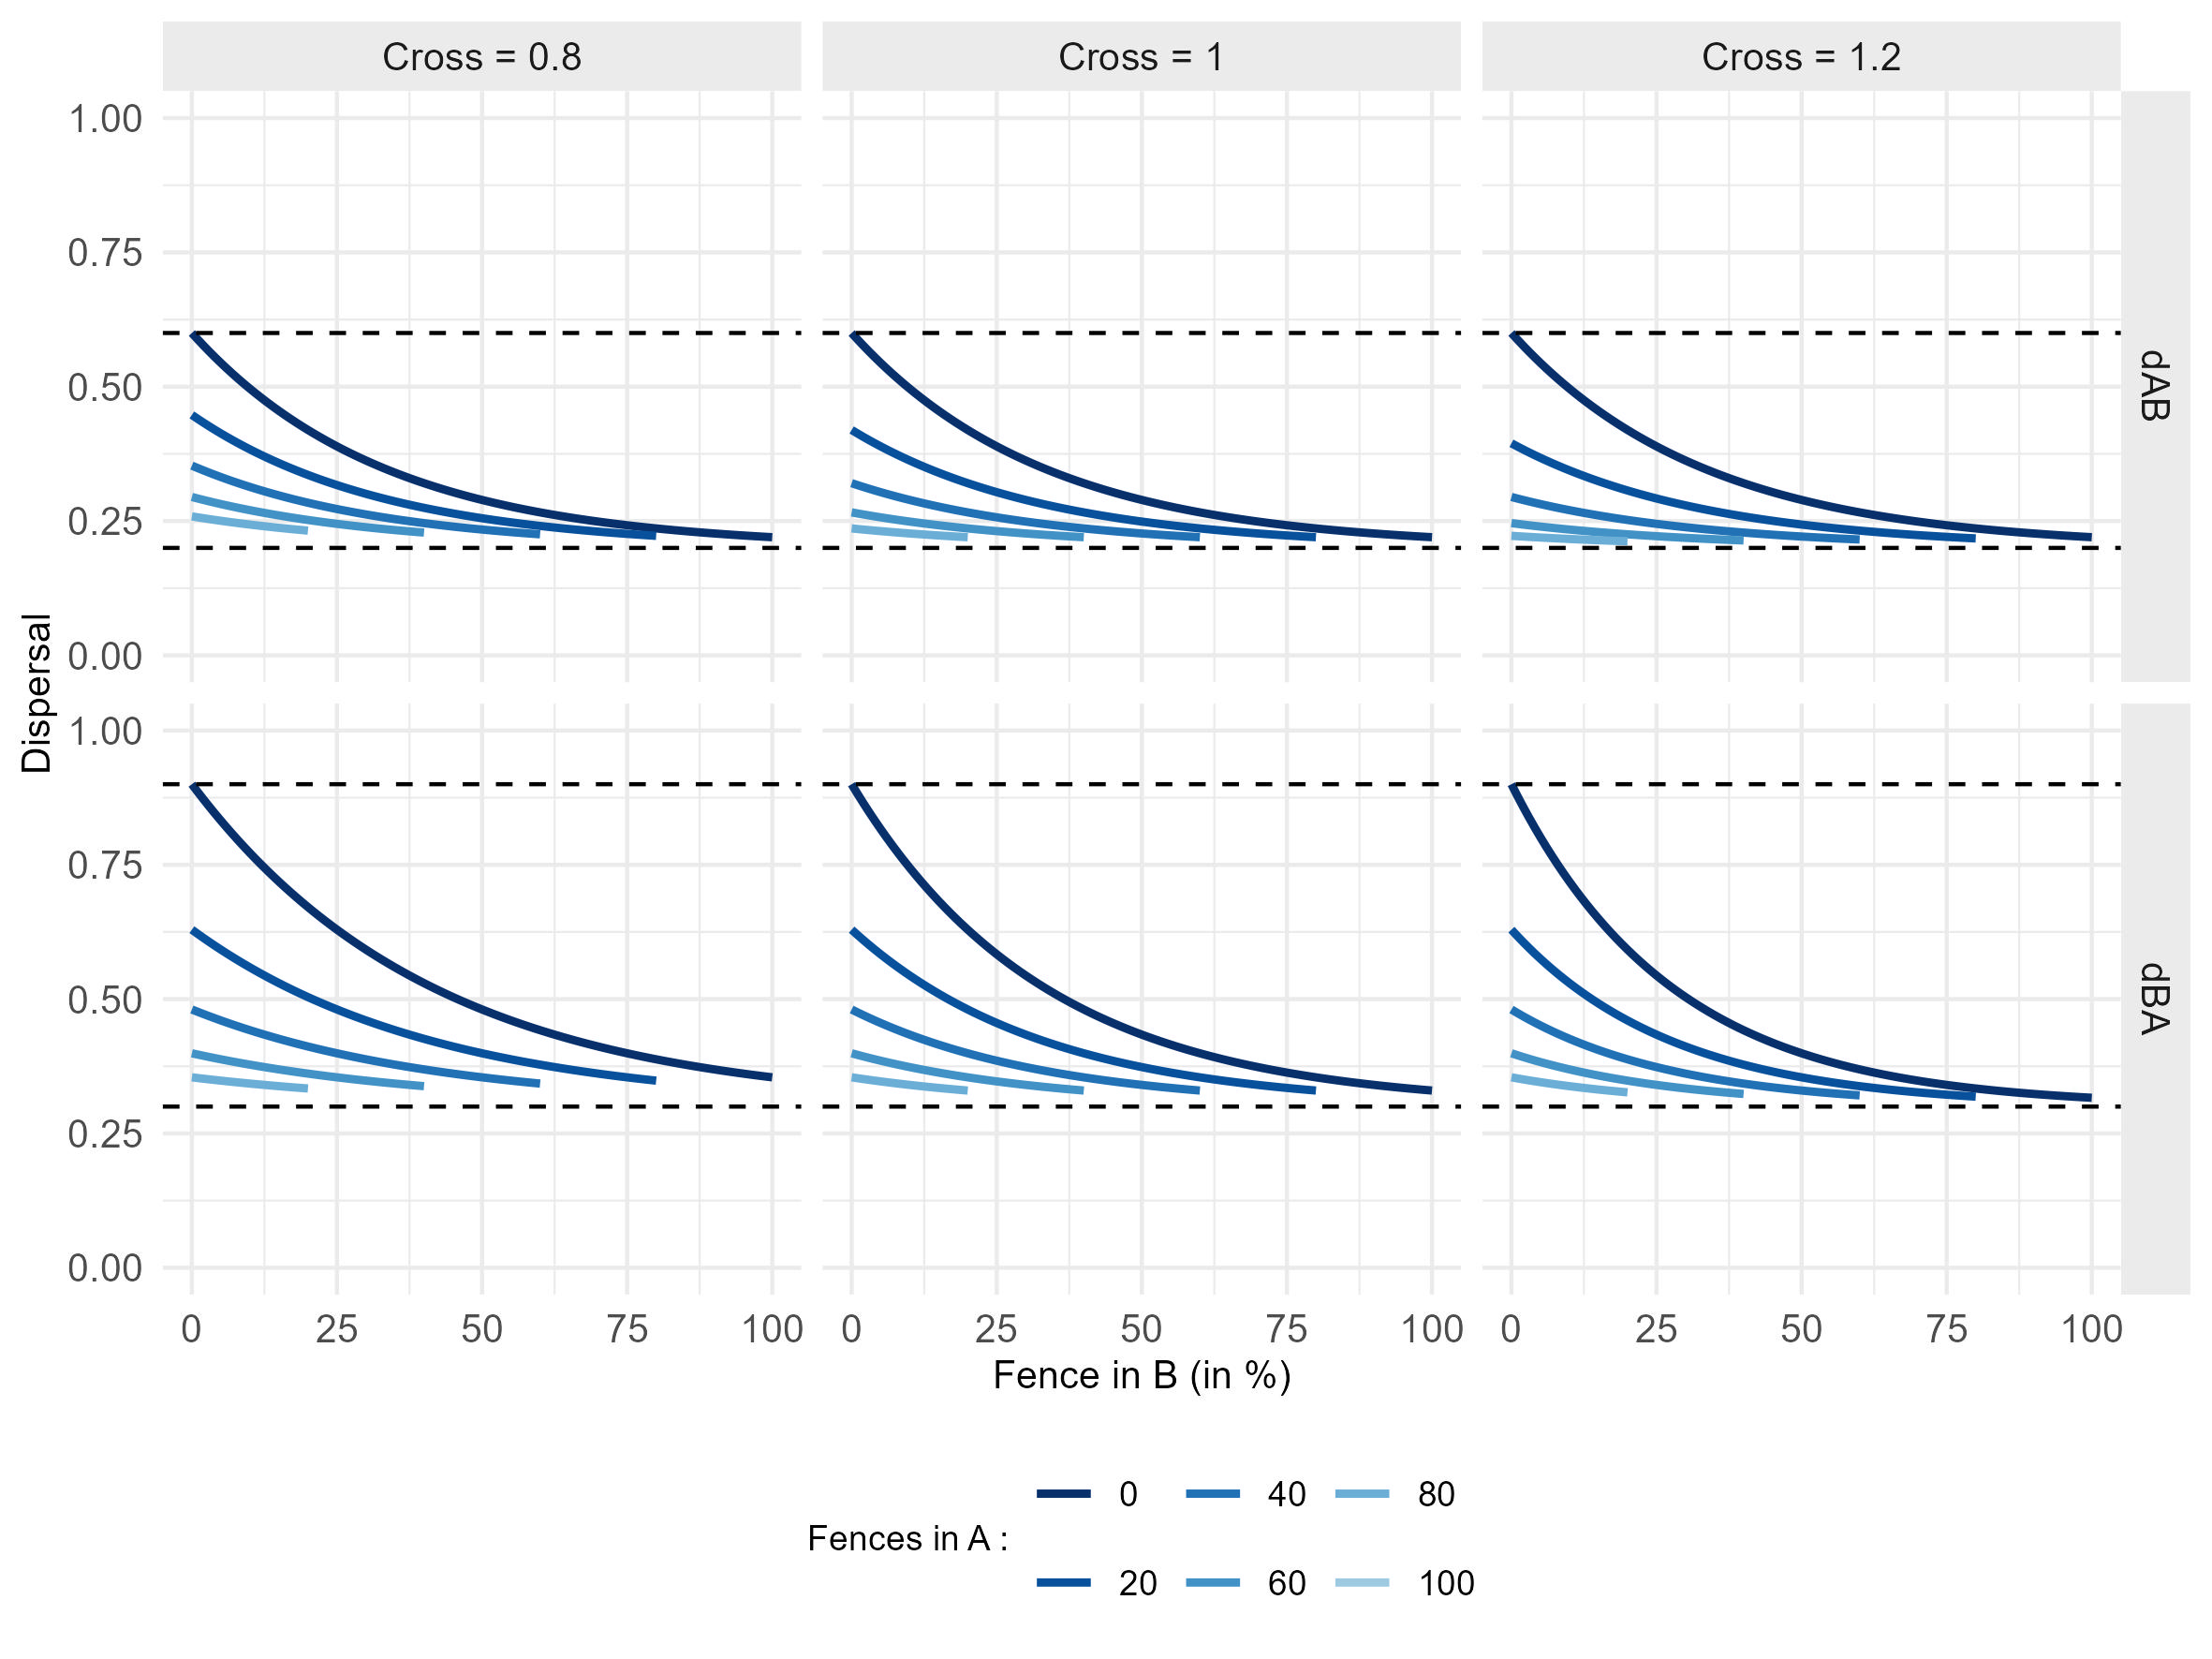 Cross = 0.8
Cross = 1
Cross = 1.2
1.00
0.75
0.50
0.25
0.00
dAB
Dispersal
1.00
0.75
0.50
0.25
0.00
dBA
0 25 50 75 100
0 25 50 75 100
0 25 50 75 100
Fence in B (in %)
Fences in A :
0 40 80
20 60 100